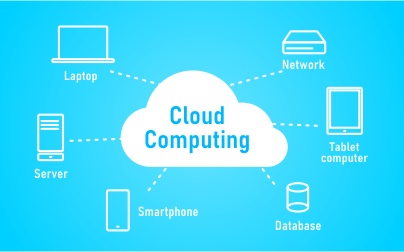 Laptop
Network
Cloud
Computing
Server
Tablet
computer
Smartphone
Database